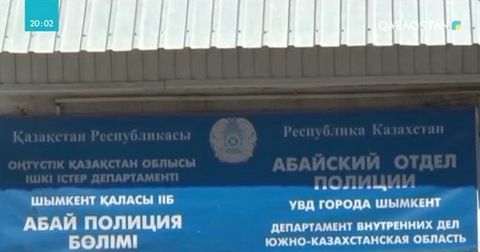 20:02
QAZAQSTAN
Қазақстан Республикасы
ОҢТҮСТІК ҚАЗАҚСТАН ОБЛЫСЫ
ІШКІ ІСТЕР ДЕПАРТАМЕНТІ
ШЫМКЕНТ ҚАЛАСЫ ІІБ
АБАЙ ПОЛИЦИЯ
БӨЛІМІ
Республика Казахстан
АБАЙСКИЙ ОТДЕЛ
ПОЛИЦИИ
УВД ГОРОДА ШЫМКЕНТ
ДЕПАРТАМЕНТ ВНУТРЕННИХ ДЕЛ
ЮЖНО-КАЗАХСТАНСКАЯ ОБЛАСТЬ